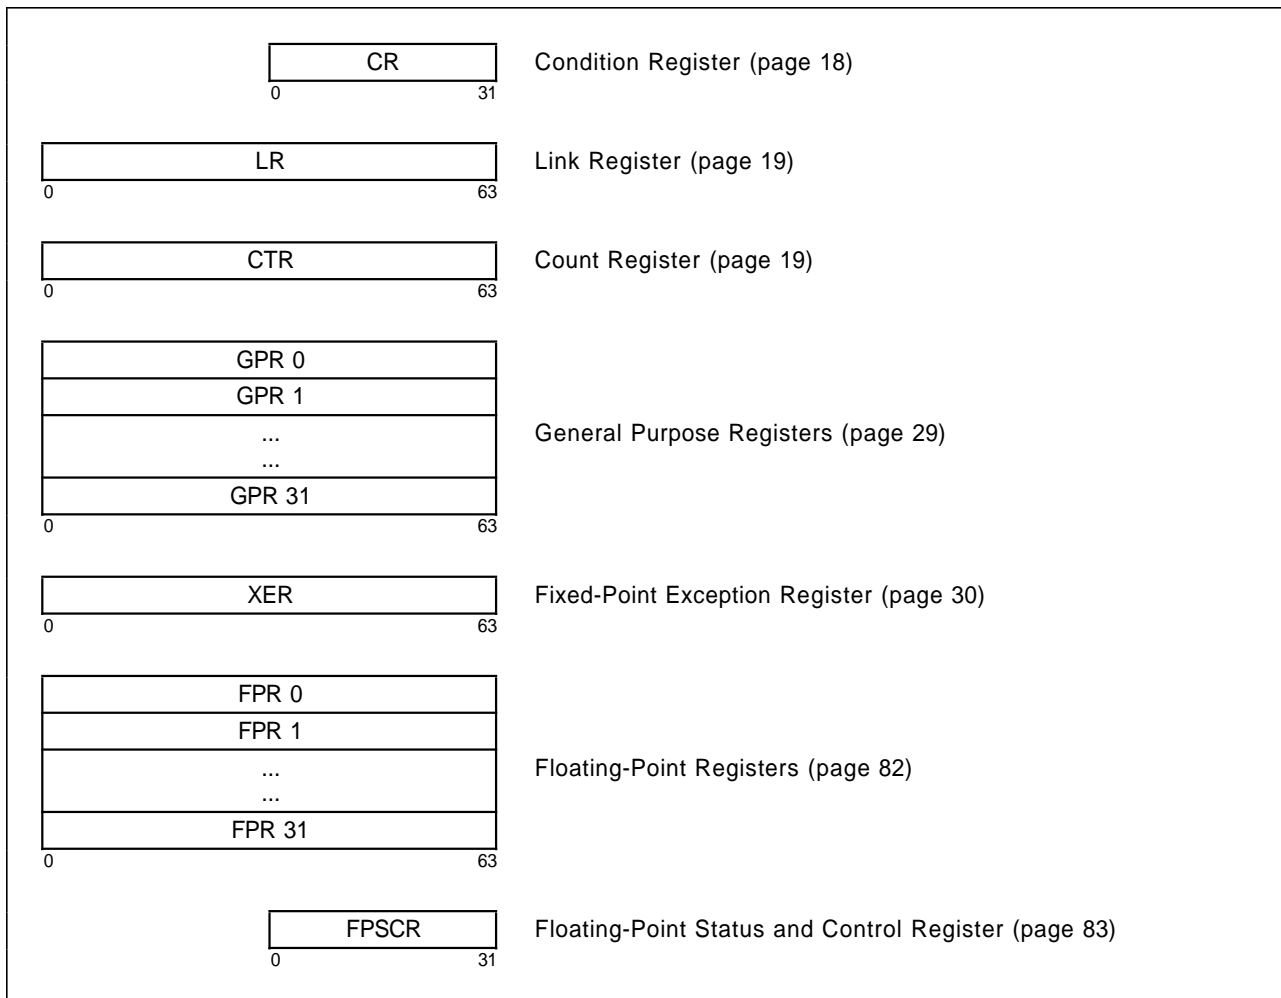 CR Condition Register (page 18)
0 31
LR Link Register (page 19)
0 63
CTR Count Register (page 19)
0 63
GPR 0
GPR 1
...
General Purpose Registers (page 29)
...
GPR 31
0 63
XER Fixed-Point Exception Register (page 30)
0 63
FPR 0
FPR 1
...
Floating-Point Registers (page 82)
...
FPR 31
0 63
FPSCR Floating-Point Status and Control Register (page 83)
0 31